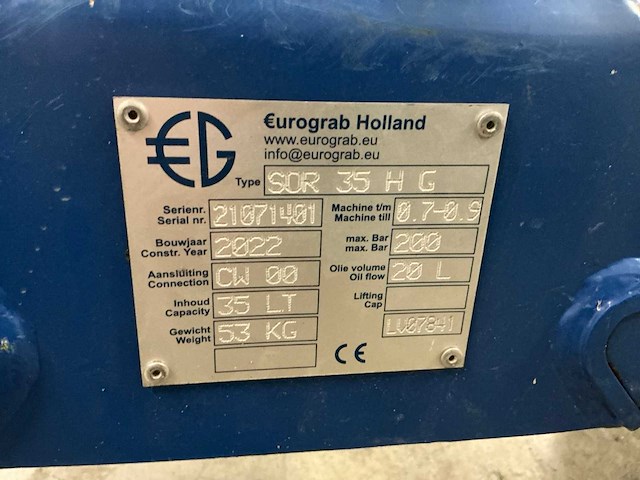 €G
€urograb Holland
www.eurograb.eu
info@eurograb.eu
Type SOR 35 H G
Serienr.
Serial nr. 21071401
Bouwjaar
Constr. Year 2022
Aanslüiting
Connection CW 00
Inhoud
Capacity 35 LT
Gewicht
Weight 53 KG
Machine t/m
Machine till 0.7-0.9
max. Bar
max. Bar 200
Olie volume
Oil flow 20 L
Lifting
Cap
LV07841
CE